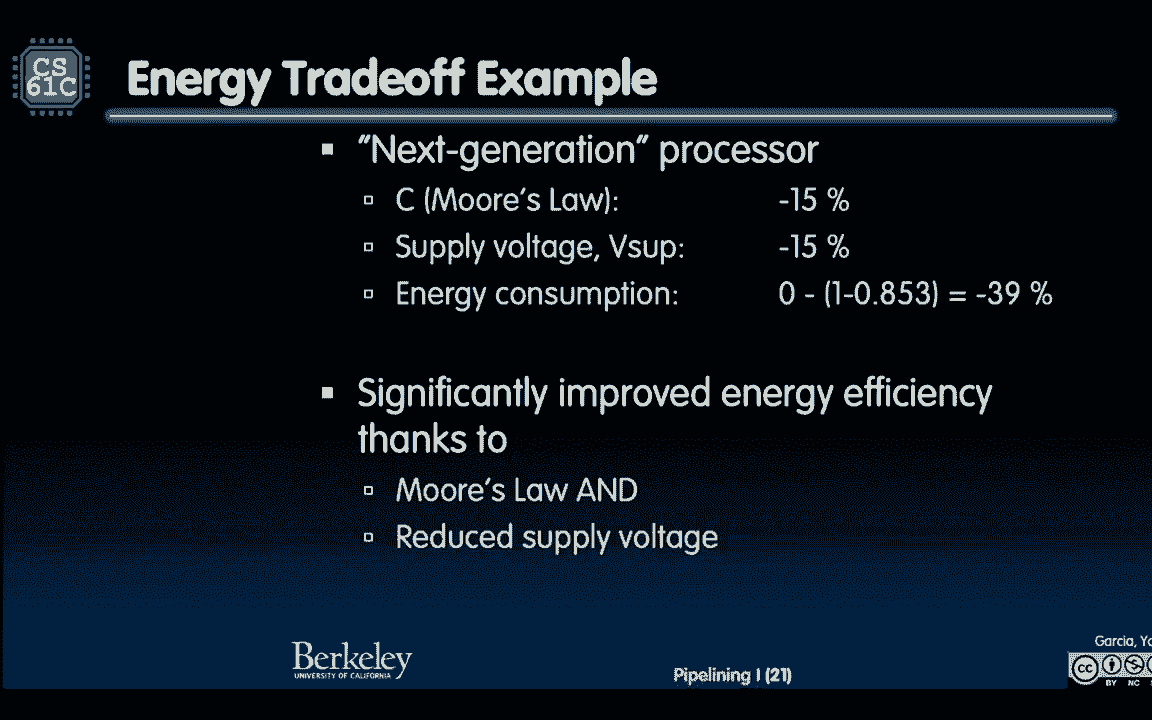 CS
61C
Energy Tradeoff Example
"Next-generation" processor
C (Moore's Law): -15 %
Supply voltage, Vsup: -15 %
Energy consumption: 0 - (1-0.853) = -39 %
Significantly improved energy efficiency
thanks to
Moore's Law AND
Reduced supply voltage
Berkeley
UNIVERSITY OF CALIFORNIA
Pipelining I (21)
Garcia,
cc
BY NC